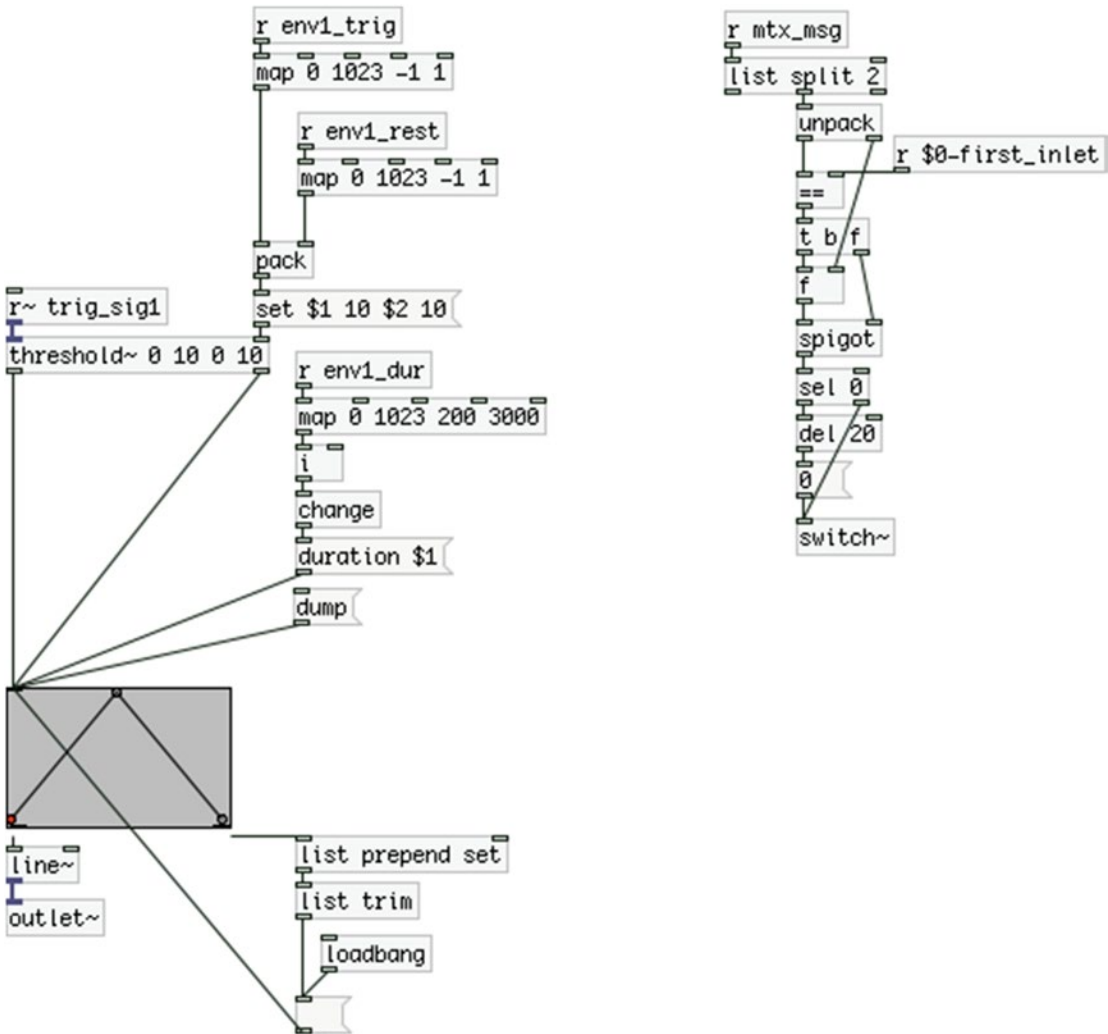 r env1_trig
map 0 1023 -1 1
r env1_rest
map 0 1023 -1 1
pack
r~ trig_sig1
set $1 10 $2 10
threshold~ 0 10 0 10
r env1_dur
map 0 1023 200 3000
i
change
duration $1
dump
line~
outlet~
list prepend set
list trim
loadbang
r mtx_msg
list split 2
unpack
r $0-first_inlet
==
t b f
f
spigot
sel 0
del 20
0
switch~